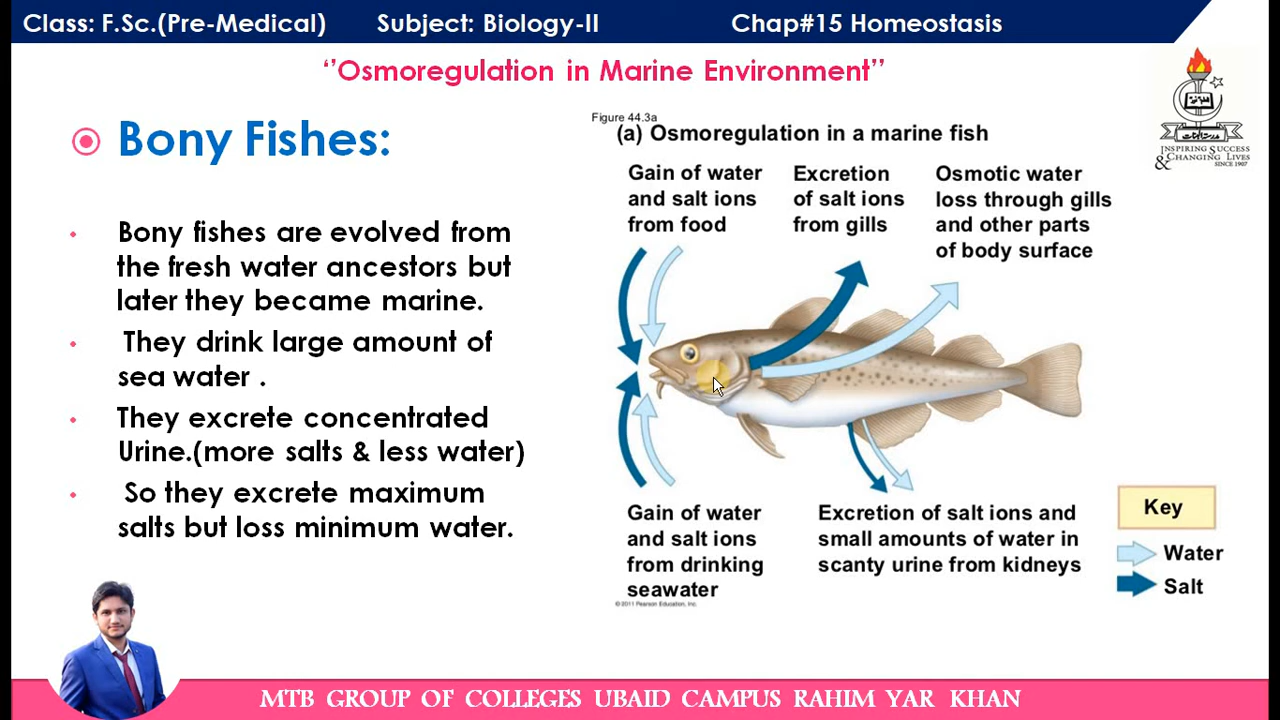 Class: F.Sc.(Pre-Medical) Subject: Biology-II Chap#15 Homeostasis
‘’Osmoregulation in Marine Environment’’
INSPIRING SUCCESS
& CHANGING LIVES
SINCE 1907
Bony Fishes:
Bony fishes are evolved from
the fresh water ancestors but
later they became marine.
They drink large amount of
sea water .
They excrete concentrated
Urine.(more salts & less water)
So they excrete maximum
salts but loss minimum water.
Figure 44.3a
(a) Osmoregulation in a marine fish
Gain of water
and salt ions
from food
Excretion
of salt ions
from gills
Osmotic water
loss through gills
and other parts
of body surface
Gain of water
and salt ions
from drinking
seawater
Excretion of salt ions and
small amounts of water in
scanty urine from kidneys
Key
Water
Salt
© 2011 Pearson Education, Inc.
MTB GROUP OF COLLEGES UBAID CAMPUS RAHIM YAR KHAN